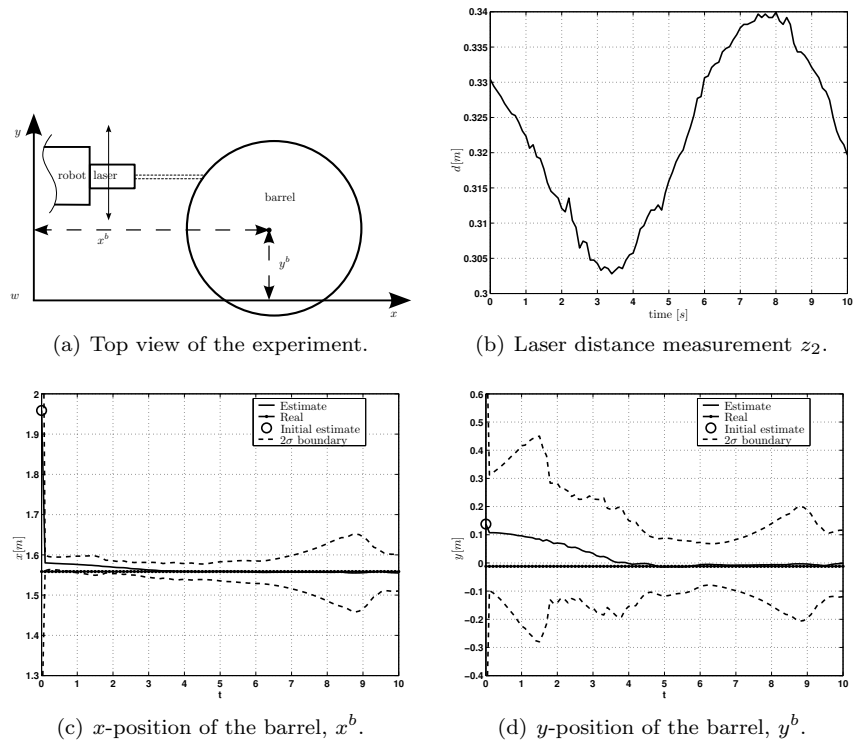 y
robot laser
barrel
x^b
y^b
w
x
(a) Top view of the experiment.
0.34
0.335
0.33
0.325
0.32
0.315
0.31
0.305
0.3
d[m]
0 1 2 3 4 5 6 7 8 9 10
time [s]
(b) Laser distance measurement z_2.
2
1.9
1.8
1.7
1.6
1.5
1.4
1.3
x[m]
0 1 2 3 4 5 6 7 8 9 10
t
Estimate
Real
Initial estimate
2σ boundary
(c) x-position of the barrel, x^b.
0.6
0.5
0.4
0.3
0.2
0.1
0
−0.1
−0.2
−0.3
−0.4
y[m]
0 1 2 3 4 5 6 7 8 9 10
t
Estimate
Real
Initial estimate
2σ boundary
(d) y-position of the barrel, y^b.